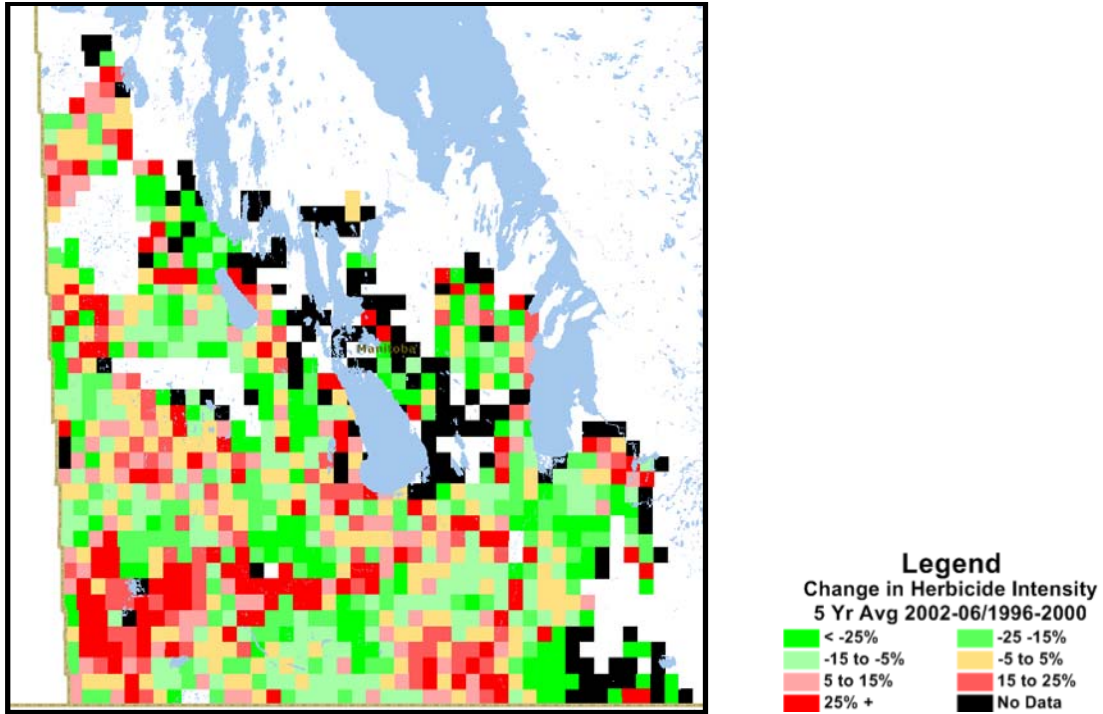 Manitoba
Legend
Change in Herbicide Intensity
5 Yr Avg 2002-06/1996-2000
< -25% -25 -15%
-15 to -5% -5 to 5%
5 to 15% 15 to 25%
25% + No Data